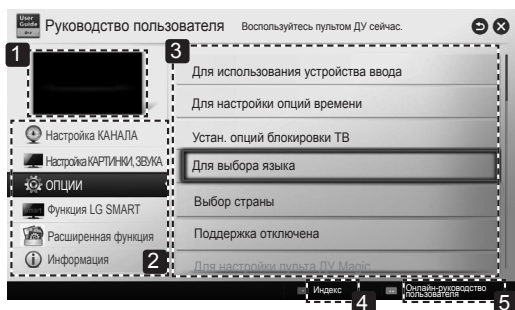 User
Guide
Руководство пользователя Воспользуйтесь пультом ДУ сейчас.
1
3
Настройка КАНАЛА
Настройка КАРТИНКИ, ЗВУКА
ОПЦИИ
smart Функция LG SMART
Расширенная функция
Информация
2
Для использования устройства ввода
Для настройки опций времени
Устан. опций блокировки ТВ
Для выбора языка
Выбор страны
Поддержка отключена
Для настройки пульта ДУ Magic
Индекс
4
Онлайн-руководство
пользователя
5